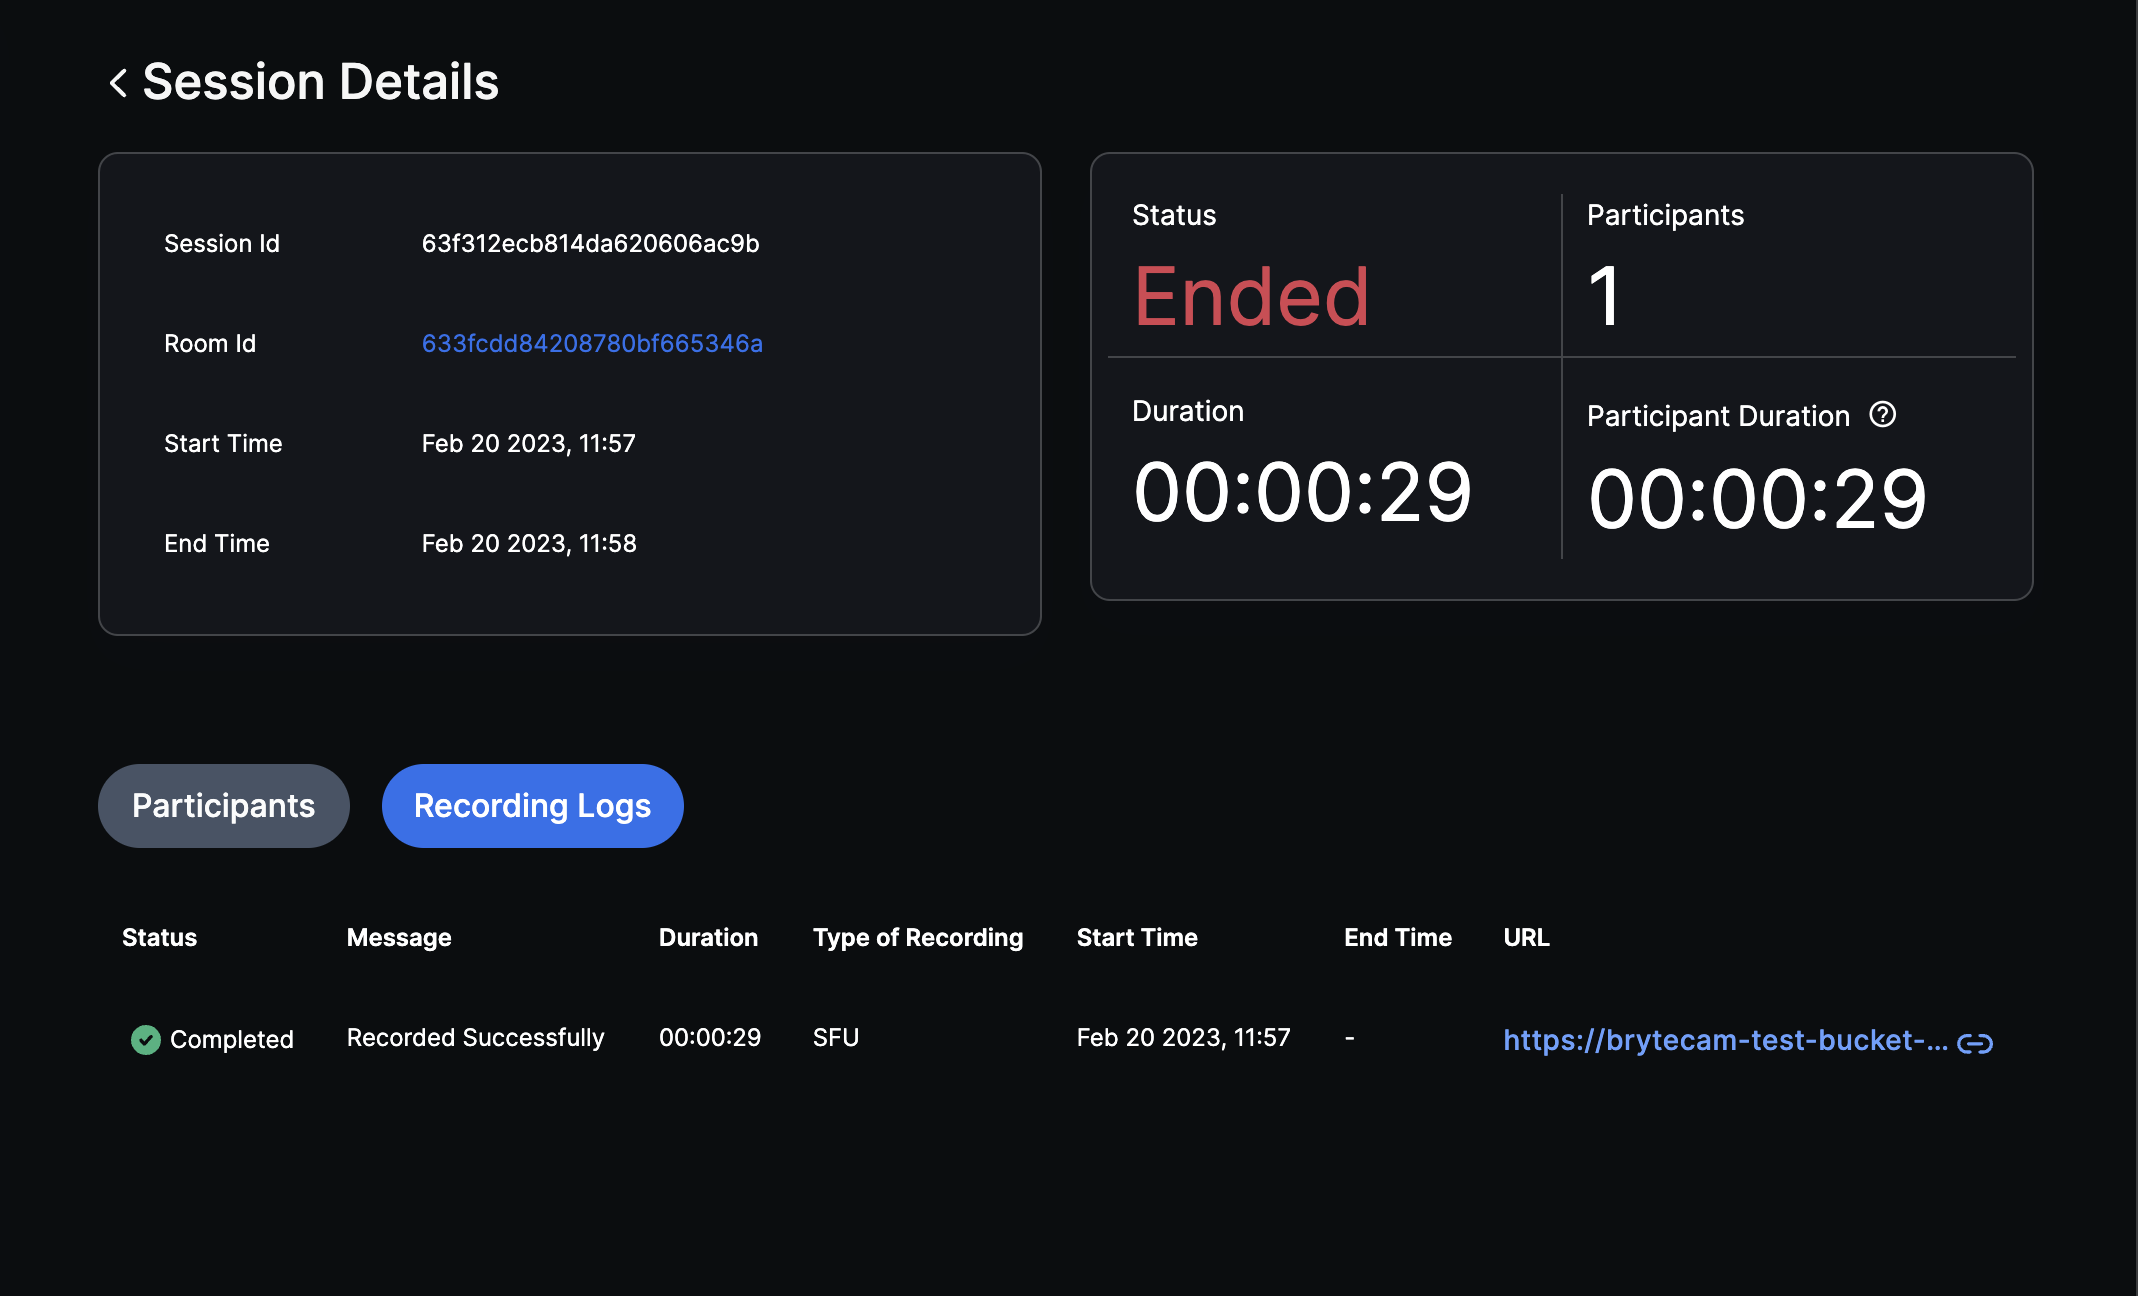 Session Details
Session Id 63f312ecb814da620606ac9b
Room Id 633fcdd84208780bf665346a
Start Time Feb 20 2023, 11:57
End Time Feb 20 2023, 11:58
Status
Ended
Participants
1
Duration
00:00:29
Participant Duration
00:00:29
Participants
Recording Logs
Status Message Duration Type of Recording Start Time End Time URL
Completed Recorded Successfully 00:00:29 SFU Feb 20 2023, 11:57 - https://brytecam-test-bucket-...